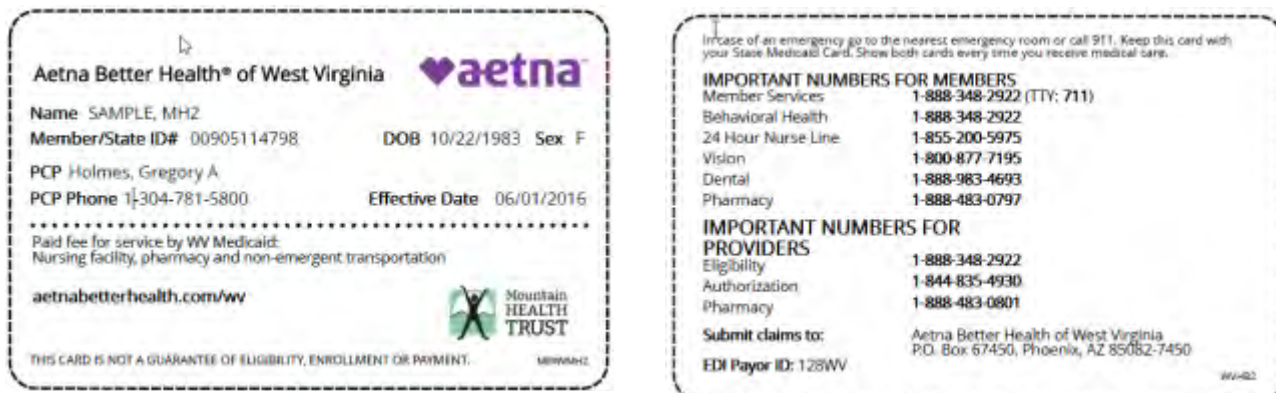 Aetna Better Health® of West Virginia
aetna
Name SAMPLE, MH2
Member/State ID# 00905114798 DOB 10/22/1983 Sex F
PCP Holmes, Gregory A
PCP Phone 1-304-781-5800 Effective Date 06/01/2016
Paid fee for service by WV Medicaid:
Nursing facility, pharmacy and non-emergent transportation
aetnabetterhealth.com/wv
Mountain
HEALTH
TRUST
THIS CARD IS NOT A GUARANTEE OF ELIGIBILITY, ENROLLMENT OR PAYMENT.
In case of an emergency go to the nearest emergency room or call 911. Keep this card with
your State Medicaid Card. Show both cards every time you receive medical care.
IMPORTANT NUMBERS FOR MEMBERS
Member Services 1-888-348-2922 (TTY: 711)
Behavioral Health 1-888-348-2922
24 Hour Nurse Line 1-855-200-5975
Vision 1-800-877-7195
Dental 1-888-983-4693
Pharmacy 1-888-483-0797
IMPORTANT NUMBERS FOR
PROVIDERS
Eligibility 1-888-348-2922
Authorization 1-844-835-4930
Pharmacy 1-888-483-0801
Submit claims to: Aetna Better Health of West Virginia
P.O. Box 67450, Phoenix, AZ 85082-7450
EDI Payor ID: 128WV